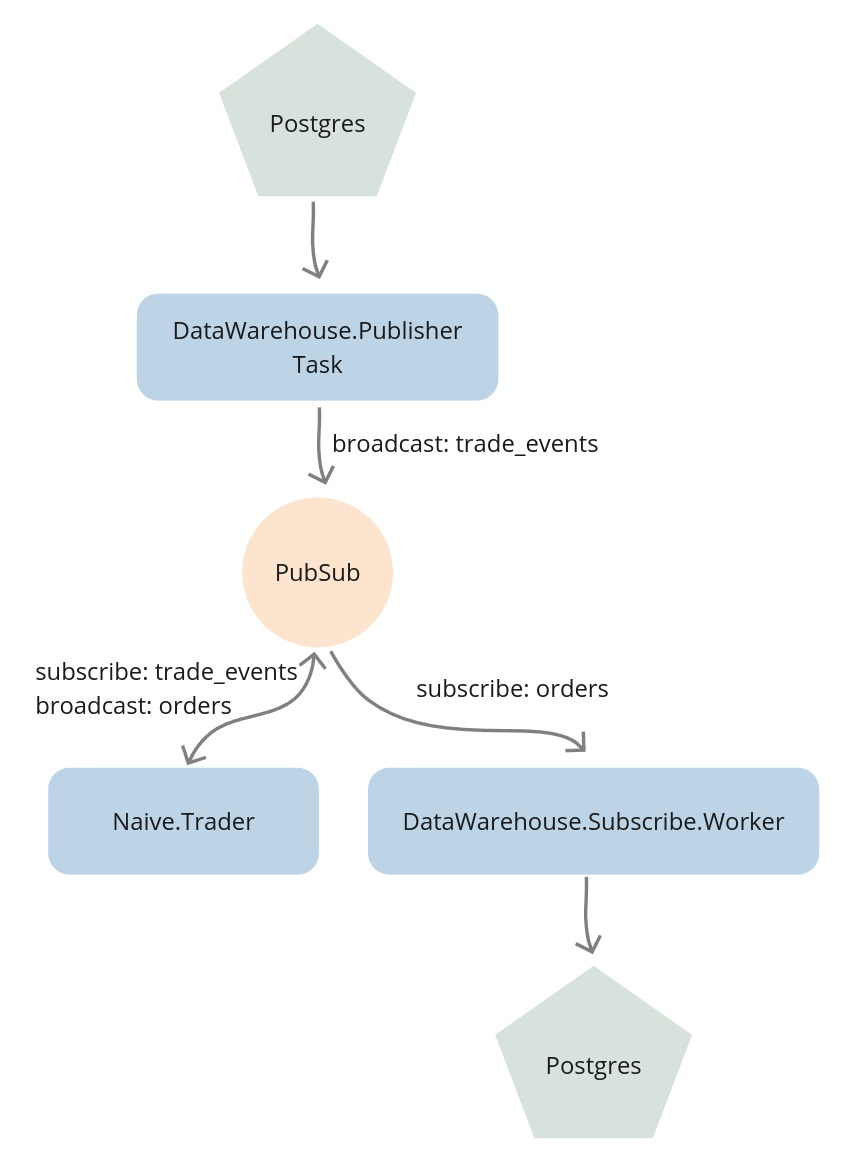 Postgres
DataWarehouse.Publisher
Task
broadcast: trade_events
PubSub
subscribe: trade_events
broadcast: orders
subscribe: orders
Naive.Trader
DataWarehouse.Subscribe.Worker
Postgres